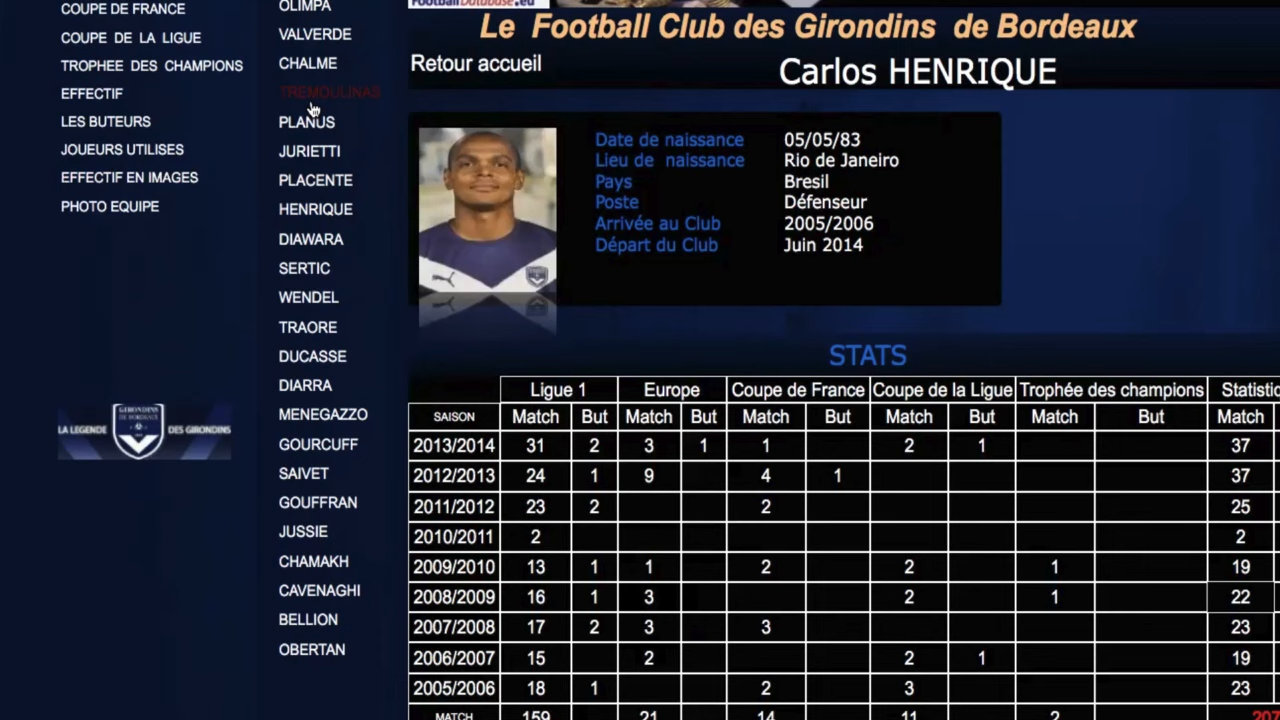 COUPE DE FRANCE
COUPE DE LA LIGUE
TROPHEE DES CHAMPIONS
EFFECTIF
LES BUTEURS
JOUEURS UTILISES
EFFECTIF EN IMAGES
PHOTO EQUIPE
LA LEGENDE GIRONDINS DE BORDEAUX DES GIRONDINS
OLIMPA
VALVERDE
CHALME
TREMOULINAS
PLANUS
JURIETTI
PLACENTE
HENRIQUE
DIAWARA
SERTIC
WENDEL
TRAORE
DUCASSE
DIARRA
MENEGAZZO
GOURCUFF
SAIVET
GOUFFRAN
JUSSIE
CHAMAKH
CAVENAGHI
BELLION
OBERTAN
FootballDatabase.eu
Le Football Club des Girondins de Bordeaux
Retour accueil
Carlos HENRIQUE
Date de naissance 05/05/83
Lieu de naissance Rio de Janeiro
Pays Bresil
Poste Défenseur
Arrivée au Club 2005/2006
Départ du Club Juin 2014
STATS
Ligue 1 Europe Coupe de France Coupe de la Ligue Trophée des champions Statistic
SAISON Match But Match But Match But Match But Match But Match
2013/2014 31 2 3 1 1 2 1 37
2012/2013 24 1 9 4 1 37
2011/2012 23 2 2 25
2010/2011 2 2
2009/2010 13 1 1 2 2 1 19
2008/2009 16 1 3 2 1 22
2007/2008 17 2 3 3 23
2006/2007 15 2 2 1 19
2005/2006 18 1 2 3 23
MATCH 159 21 14 11 2 207